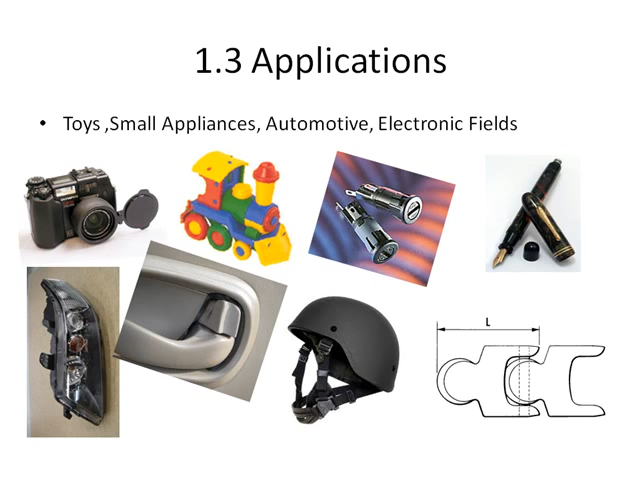 1.3 Applications
• Toys ,Small Appliances, Automotive, Electronic Fields
L